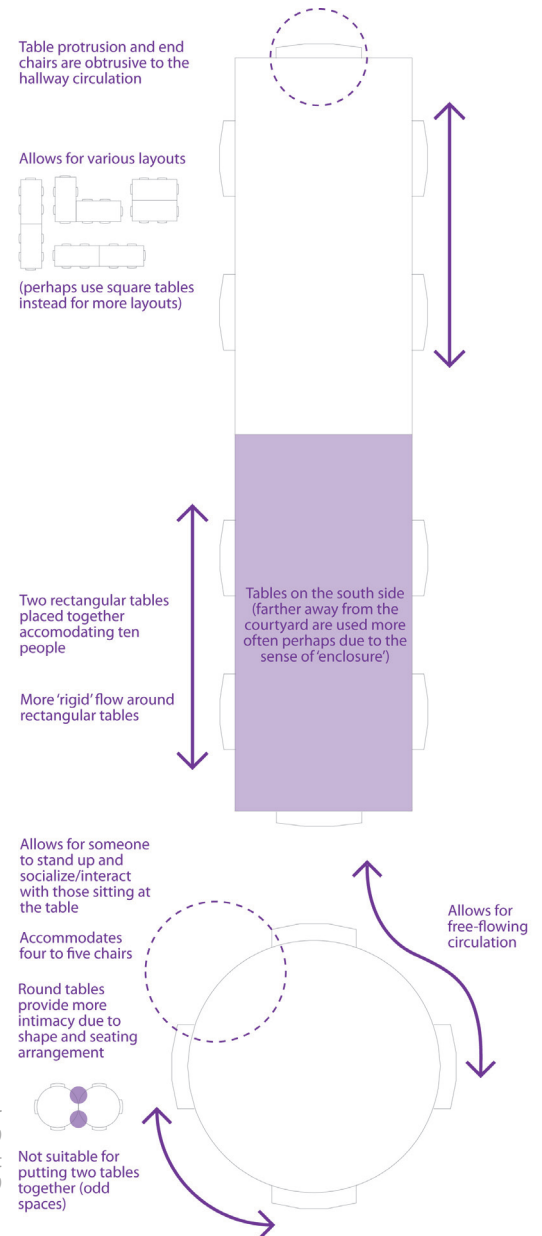 Table protrusion and end
chairs are obtrusive to the
hallway circulation
Allows for various layouts
(perhaps use square tables
instead for more layouts)
Two rectangular tables
placed together
accomodating ten
people
More 'rigid' flow around
rectangular tables
Tables on the south side
(farther away from the
courtyard are used more
often perhaps due to the
sense of 'enclosure')
Allows for someone
to stand up and
socialize/interact
with those sitting at
the table
Accommodates
four to five chairs
Round tables
provide more
intimacy due to
shape and seating
arrangement
Not suitable for
putting two tables
together (odd
spaces)
Allows for
free-flowing
circulation